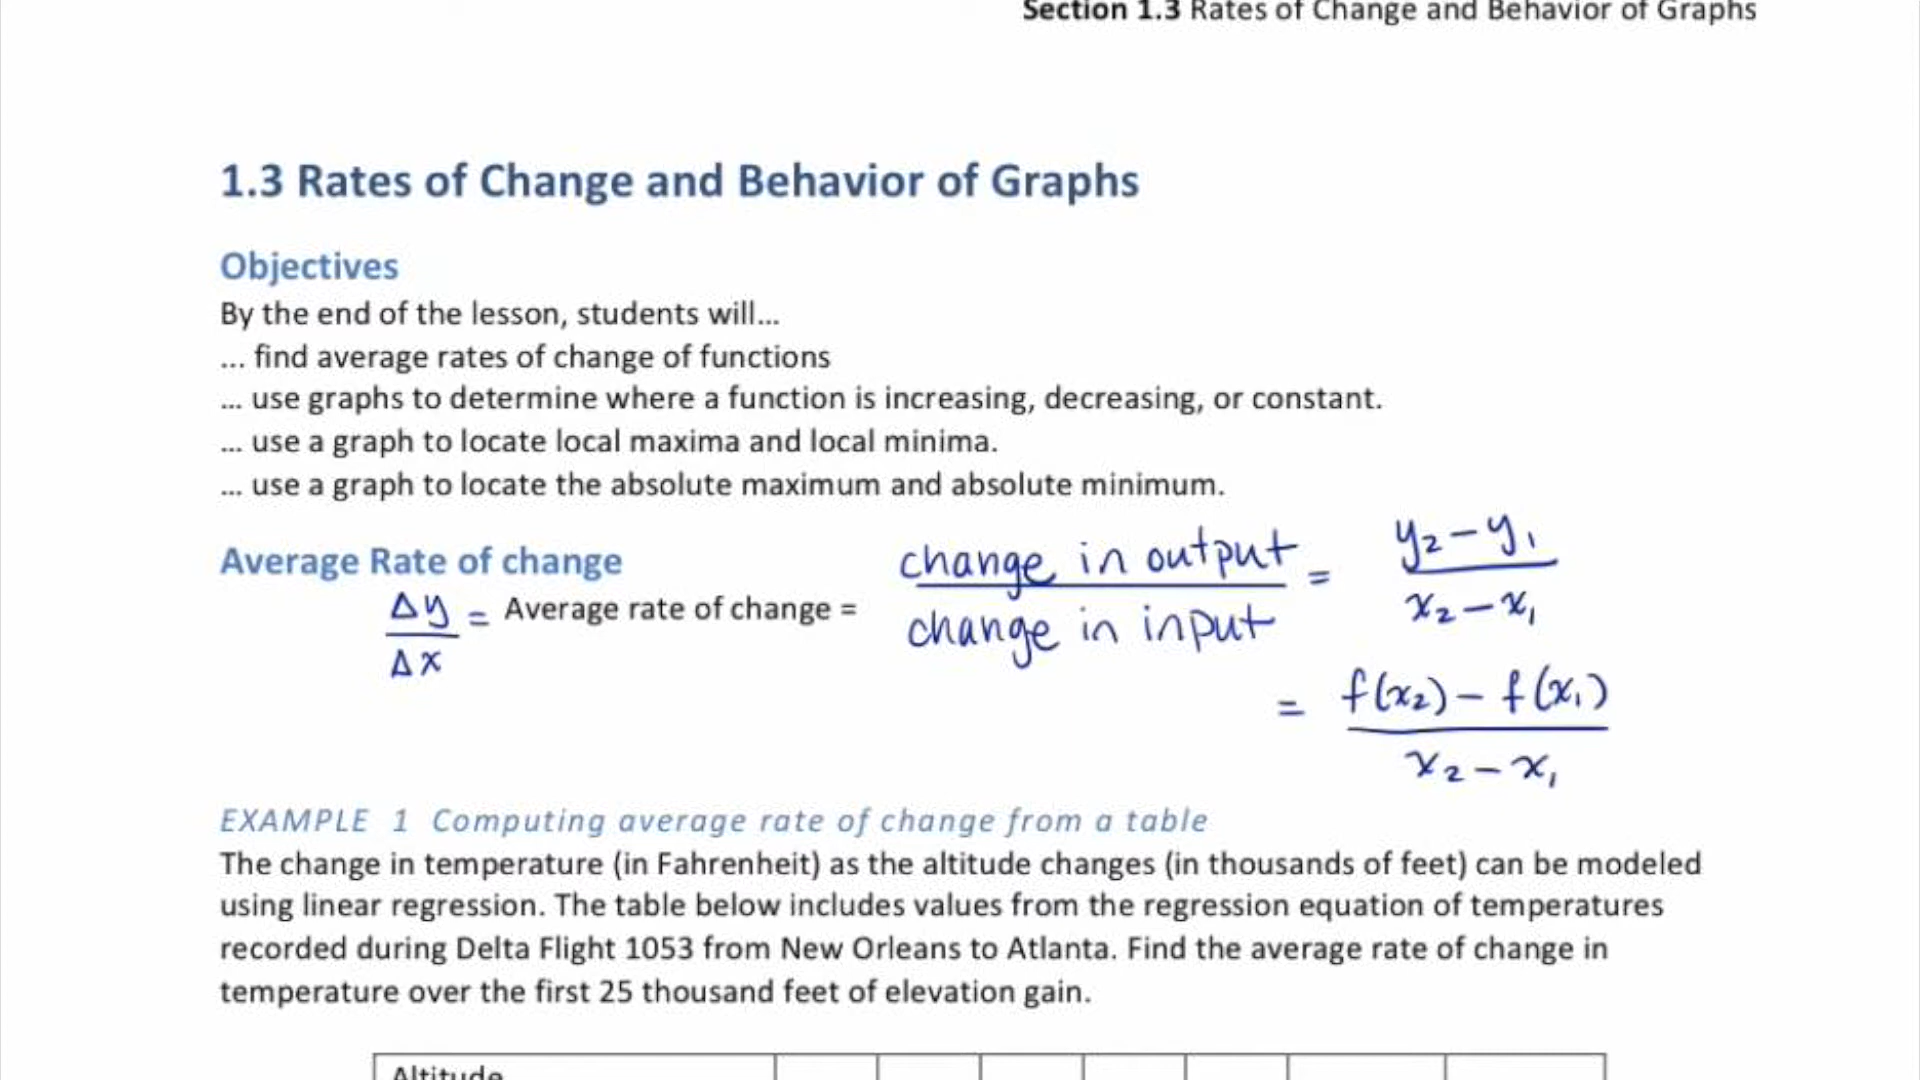 Section 1.3 Rates of Change and Behavior of Graphs
1.3 Rates of Change and Behavior of Graphs
Objectives
By the end of the lesson, students will...
... find average rates of change of functions
... use graphs to determine where a function is increasing, decreasing, or constant.
... use a graph to locate local maxima and local minima.
... use a graph to locate the absolute maximum and absolute minimum.
Average Rate of change
Δy/Δx = Average rate of change = change in output/change in input = y₂-y₁/x₂-x₁
= f(x₂)-f(x₁)/x₂-x₁
EXAMPLE 1 Computing average rate of change from a table
The change in temperature (in Fahrenheit) as the altitude changes (in thousands of feet) can be modeled
using linear regression. The table below includes values from the regression equation of temperatures
recorded during Delta Flight 1053 from New Orleans to Atlanta. Find the average rate of change in
temperature over the first 25 thousand feet of elevation gain.
Altitude